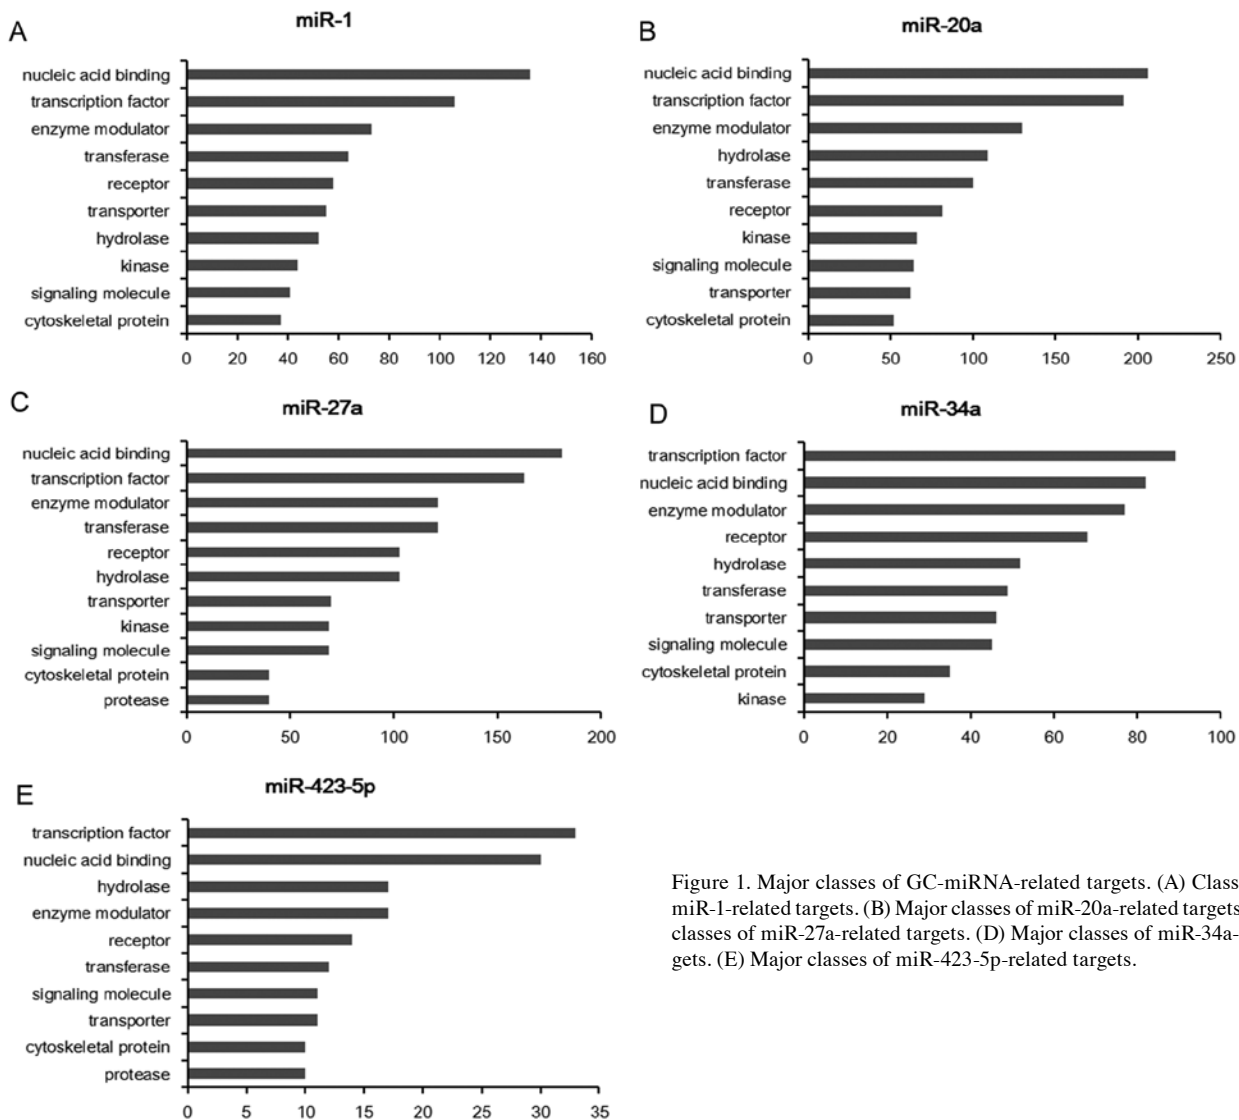 A
miR-1
nucleic acid binding
transcription factor
enzyme modulator
transferase
receptor
transporter
hydrolase
kinase
signaling molecule
cytoskeletal protein
0 20 40 60 80 100 120 140 160
B
miR-20a
nucleic acid binding
transcription factor
enzyme modulator
hydrolase
transferase
receptor
kinase
signaling molecule
transporter
cytoskeletal protein
0 50 100 150 200 250
C
miR-27a
nucleic acid binding
transcription factor
enzyme modulator
transferase
receptor
hydrolase
transporter
kinase
signaling molecule
cytoskeletal protein
protease
0 50 100 150 200
D
miR-34a
transcription factor
nucleic acid binding
enzyme modulator
receptor
hydrolase
transferase
transporter
signaling molecule
cytoskeletal protein
kinase
0 20 40 60 80 100
E
miR-423-5p
transcription factor
nucleic acid binding
hydrolase
enzyme modulator
receptor
transferase
signaling molecule
transporter
cytoskeletal protein
protease
0 5 10 15 20 25 30 35
Figure 1. Major classes of GC-miRNA-related targets. (A) Class
miR-1-related targets. (B) Major classes of miR-20a-related targets
classes of miR-27a-related targets. (D) Major classes of miR-34a-
gets. (E) Major classes of miR-423-5p-related targets.